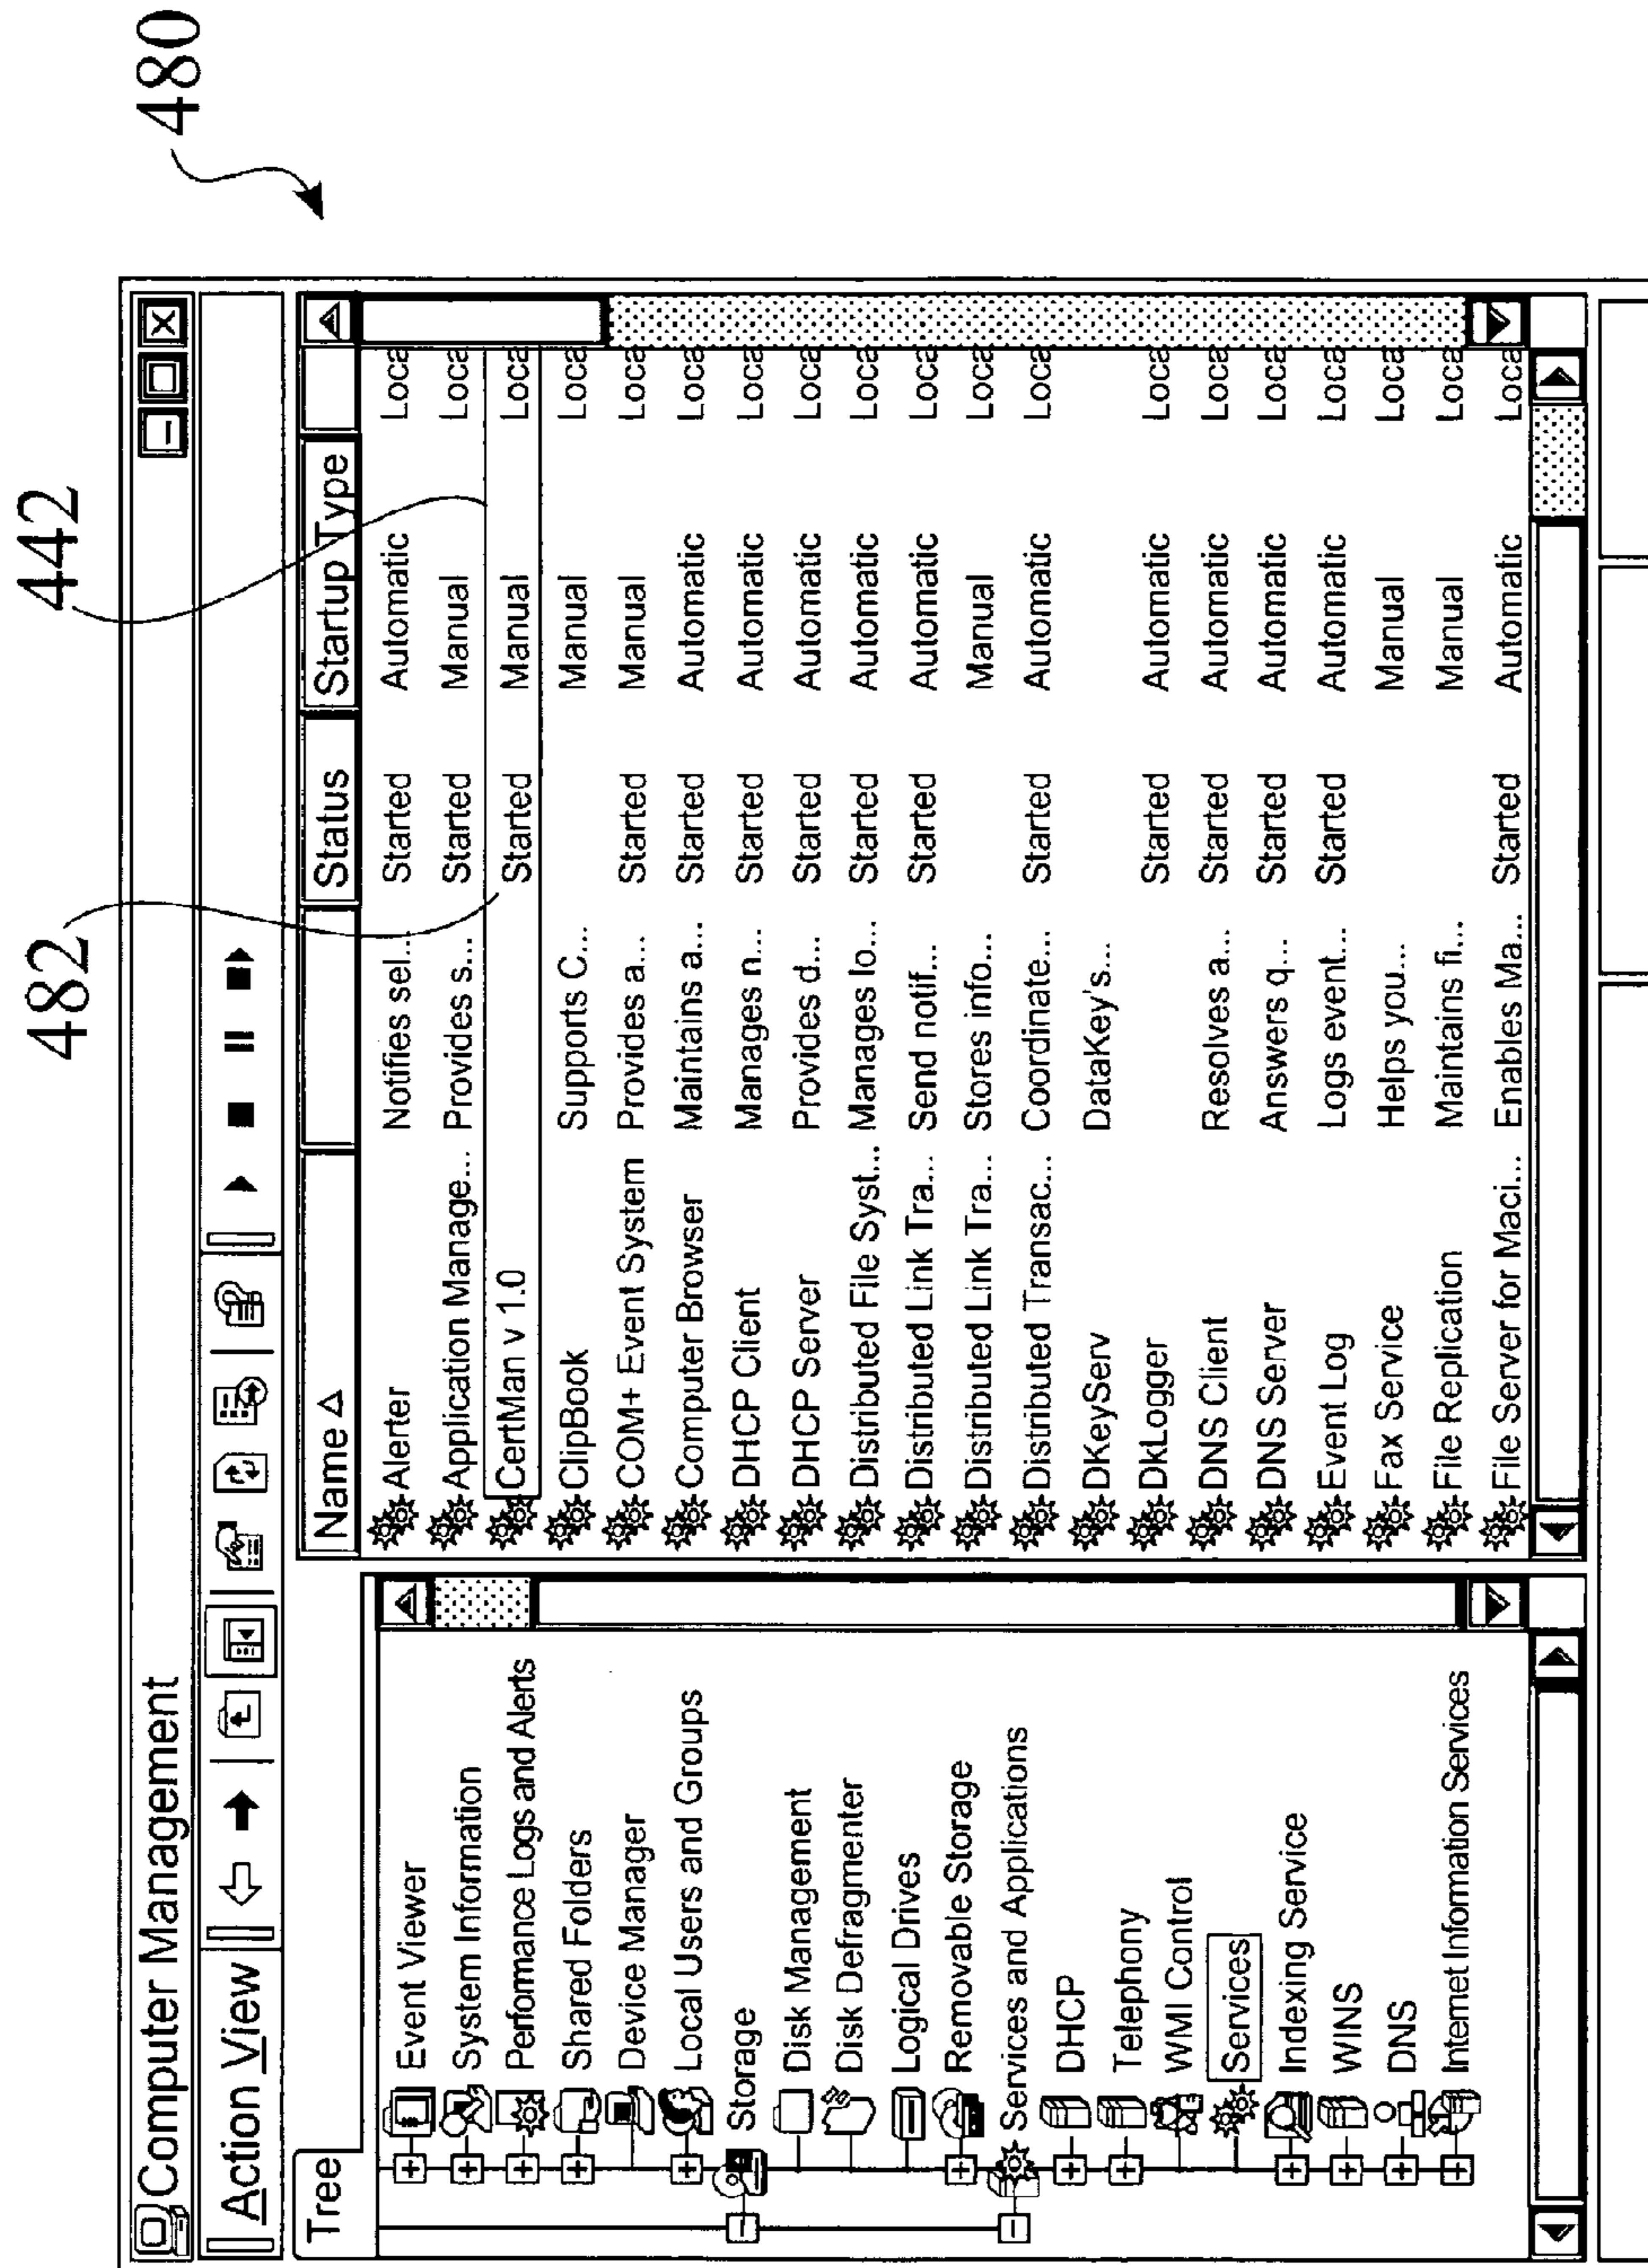 480
482
442
Computer Management
Action View
Tree
Event Viewer
System Information
Performance Logs and Alerts
Shared Folders
Device Manager
Local Users and Groups
Storage
Disk Management
Disk Defragmenter
Logical Drives
Removable Storage
Services and Applications
DHCP
Telephony
WMI Control
Services
Indexing Service
WINS
DNS
Internet Information Services
Name Status Startup Type
Alerter Notifies sel... Started Automatic Loca
Application Manage... Provides s... Started Manual Loca
CertMan v 1.0 Started Manual Loca
ClipBook Supports C... Manual Loca
COM+ Event System Provides a... Started Manual Loca
Computer Browser Maintains a... Started Automatic Loca
DHCP Client Manages n... Started Automatic Loca
DHCP Server Provides d... Started Automatic Loca
Distributed File Syst... Manages lo... Started Automatic Loca
Distributed Link Tra... Send notif... Started Automatic Loca
Distributed Link Tra... Stores info... Manual Loca
Distributed Transac... Coordinate... Started Automatic Loca
DKeyServ DataKey's...
DkLogger Started Automatic Loca
DNS Client Resolves a... Started Automatic Loca
DNS Server Answers q... Started Automatic Loca
Event Log Logs event... Started Automatic Loca
Fax Service Helps you... Manual Loca
File Replication Maintains fi... Manual Loca
File Server for Maci... Enables Ma... Started Automatic Loca